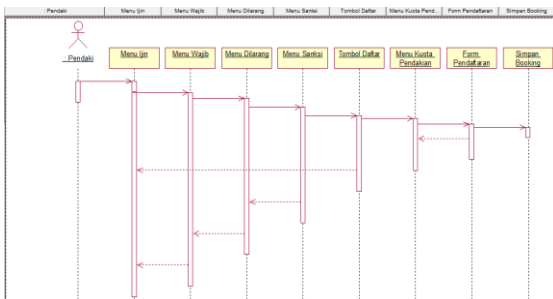 Pendaki
Menu Ijin
Menu Wajib
Menu Dilarang
Menu Sanksi
Tombol Daftar
Menu Kuota Pend...
Form Pendaftaran
Simpan Booking
: Pendaki
Menu Ijin
Menu Wajib
Menu Dilarang
Menu Sanksi
Tombol Daftar
Menu Kuota
Pendakian
Form
Pendaftaran
Simpan
Booking